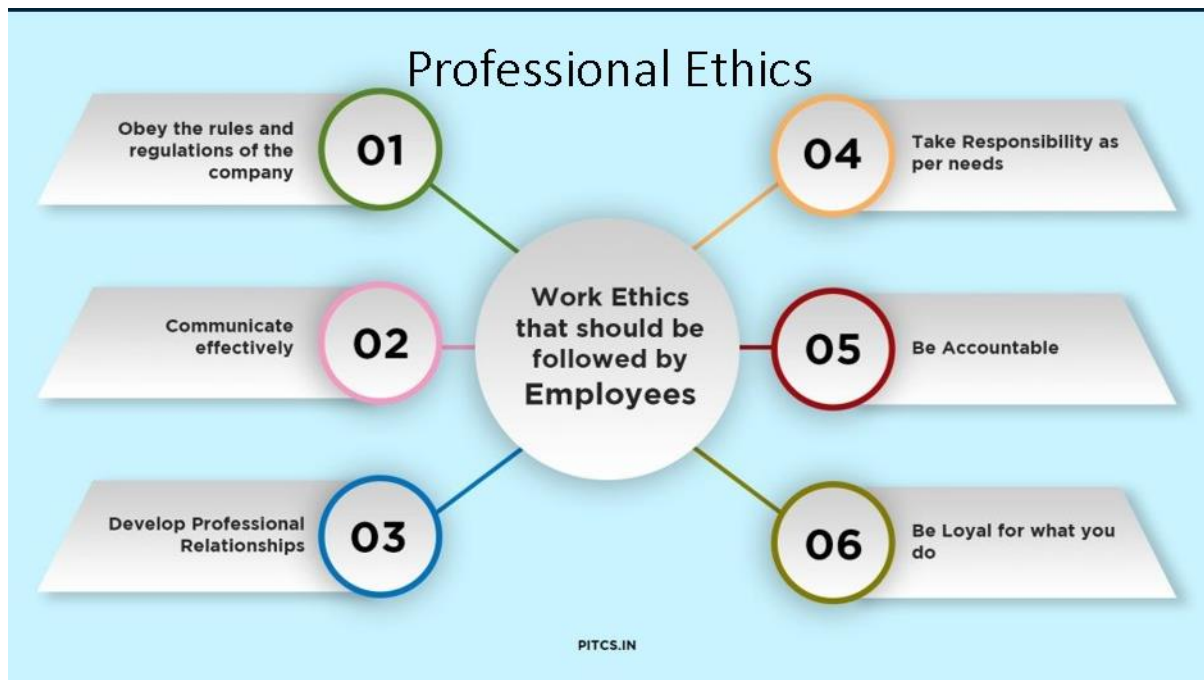 Professional Ethics
Obey the rules and
regulations of the
company
01
Communicate
effectively
02
Develop Professional
Relationships
03
Work Ethics
that should be
followed by
Employees
04
Take Responsibility as
per needs
05
Be Accountable
06
Be Loyal for what you
do
PITCS.IN